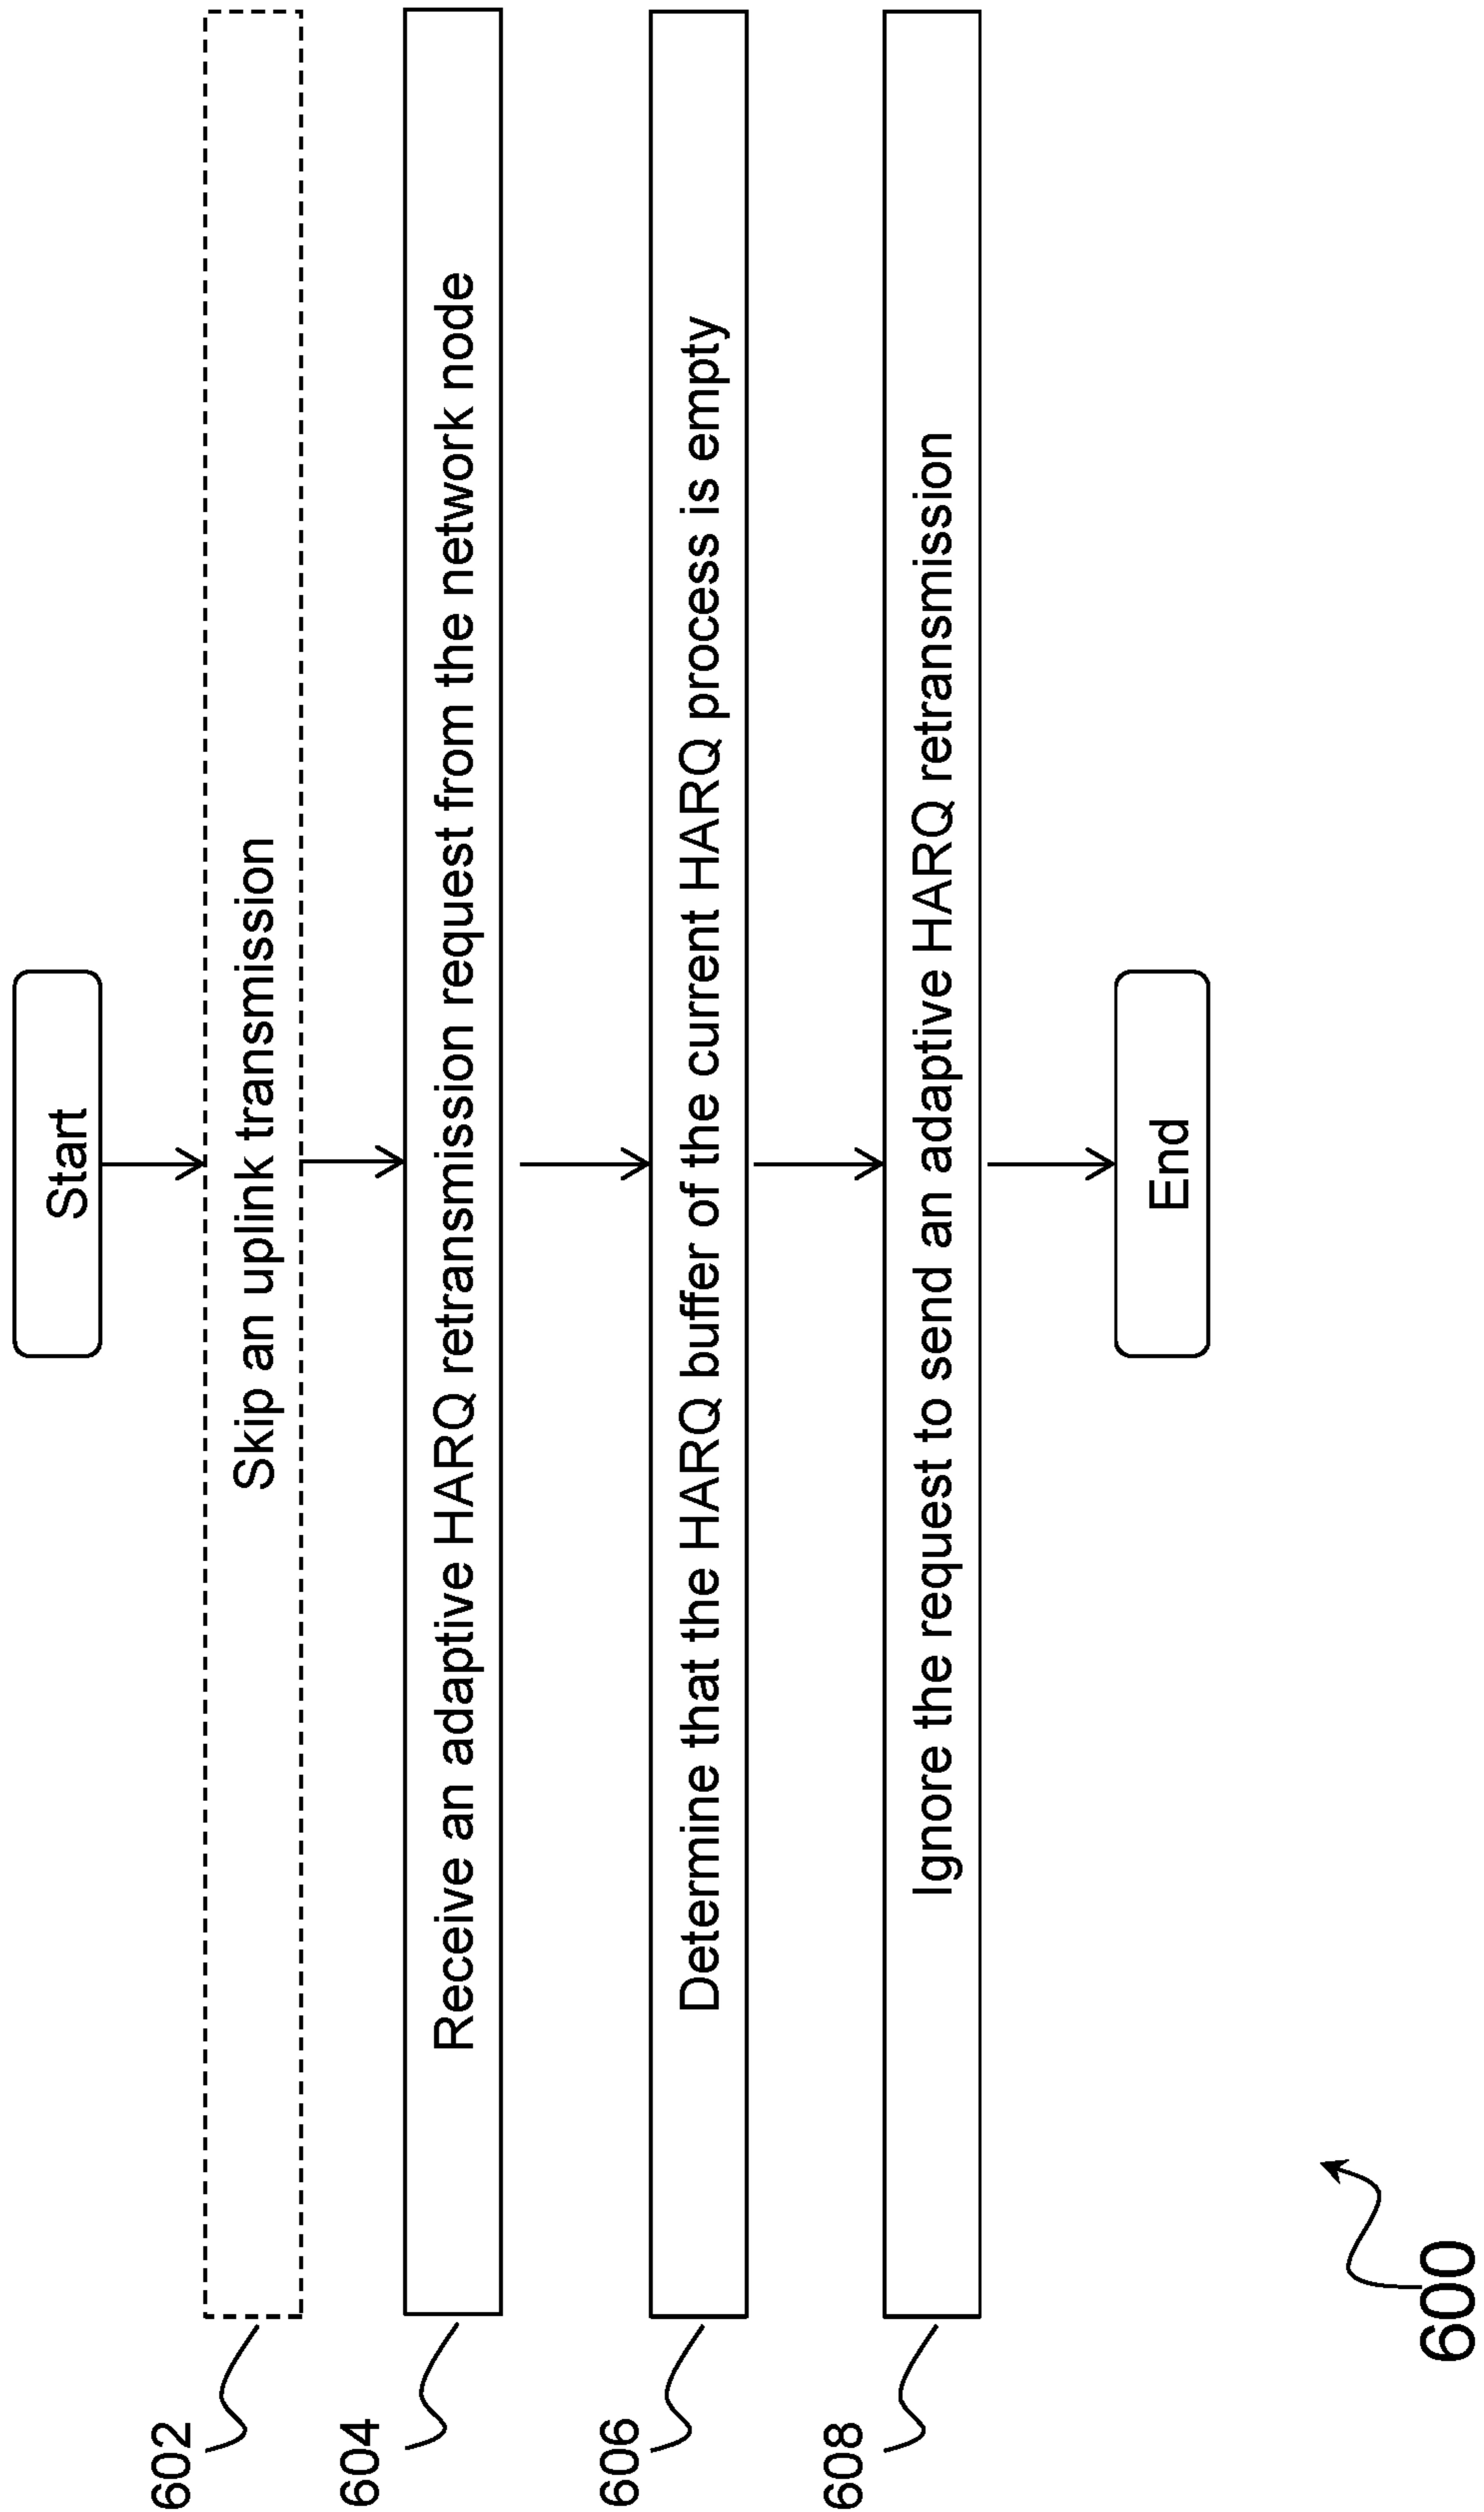 Start
602
Skip an uplink transmission
604
Receive an adaptive HARQ retransmission request from the network node
606
Determine that the HARQ buffer of the current HARQ process is empty
608
Ignore the request to send an adaptive HARQ retransmission
End
600